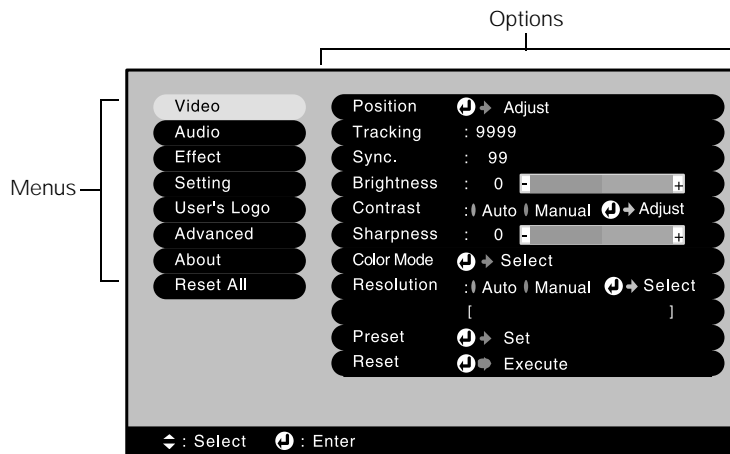 Options
Menus
Video
Audio
Effect
Setting
User's Logo
Advanced
About
Reset All
Position Adjust
Tracking : 9999
Sync. : 99
Brightness : 0 - +
Contrast : Auto Manual Adjust
Sharpness : 0 - +
Color Mode Select
Resolution : Auto Manual Select
[ ]
Preset Set
Reset Execute
: Select : Enter